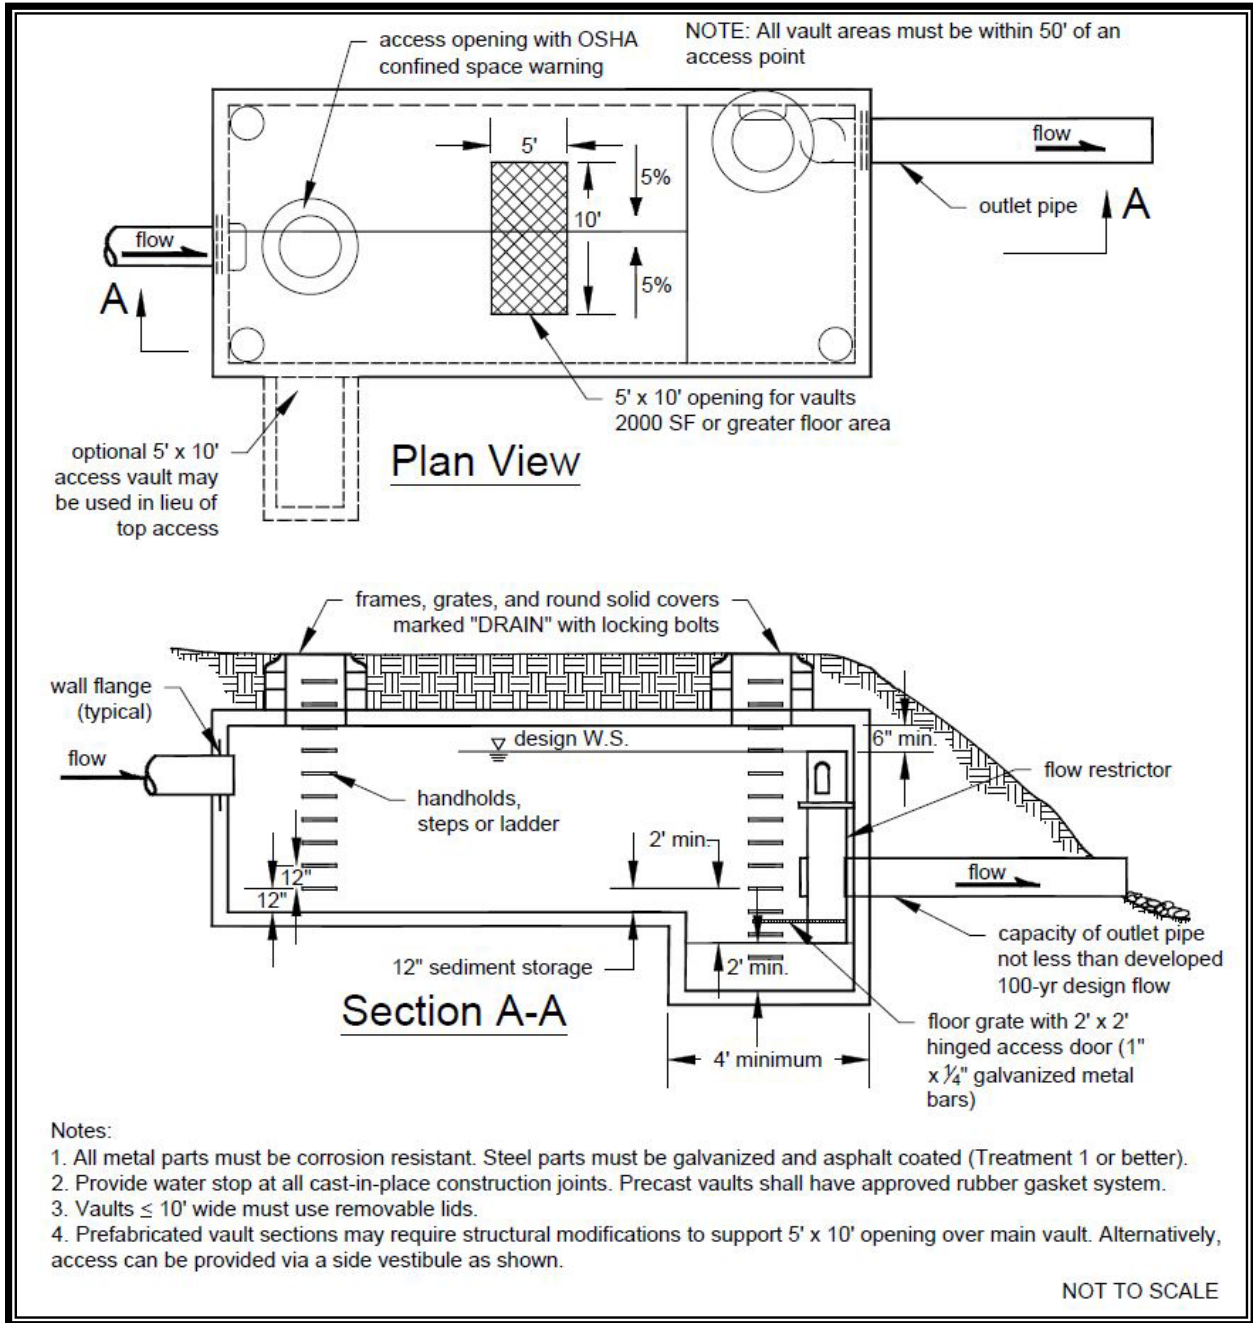 access opening with OSHA
confined space warning
NOTE: All vault areas must be within 50' of an
access point
5'
flow
5%
10'
outlet pipe
A
flow
5%
A
5' x 10' opening for vaults
2000 SF or greater floor area
optional 5' x 10'
access vault may
be used in lieu of
top access
Plan View
frames, grates, and round solid covers
marked "DRAIN" with locking bolts
wall flange
(typical)
design W.S.
6" min.
flow
flow restrictor
handholds,
steps or ladder
2' min.
12"
12"
flow
capacity of outlet pipe
not less than developed
100-yr design flow
12" sediment storage
2' min.
Section A-A
floor grate with 2' x 2'
hinged access door (1"
x ¼" galvanized metal
bars)
4' minimum
Notes:
1. All metal parts must be corrosion resistant. Steel parts must be galvanized and asphalt coated (Treatment 1 or better).
2. Provide water stop at all cast-in-place construction joints. Precast vaults shall have approved rubber gasket system.
3. Vaults ≤ 10' wide must use removable lids.
4. Prefabricated vault sections may require structural modifications to support 5' x 10' opening over main vault. Alternatively,
access can be provided via a side vestibule as shown.
NOT TO SCALE